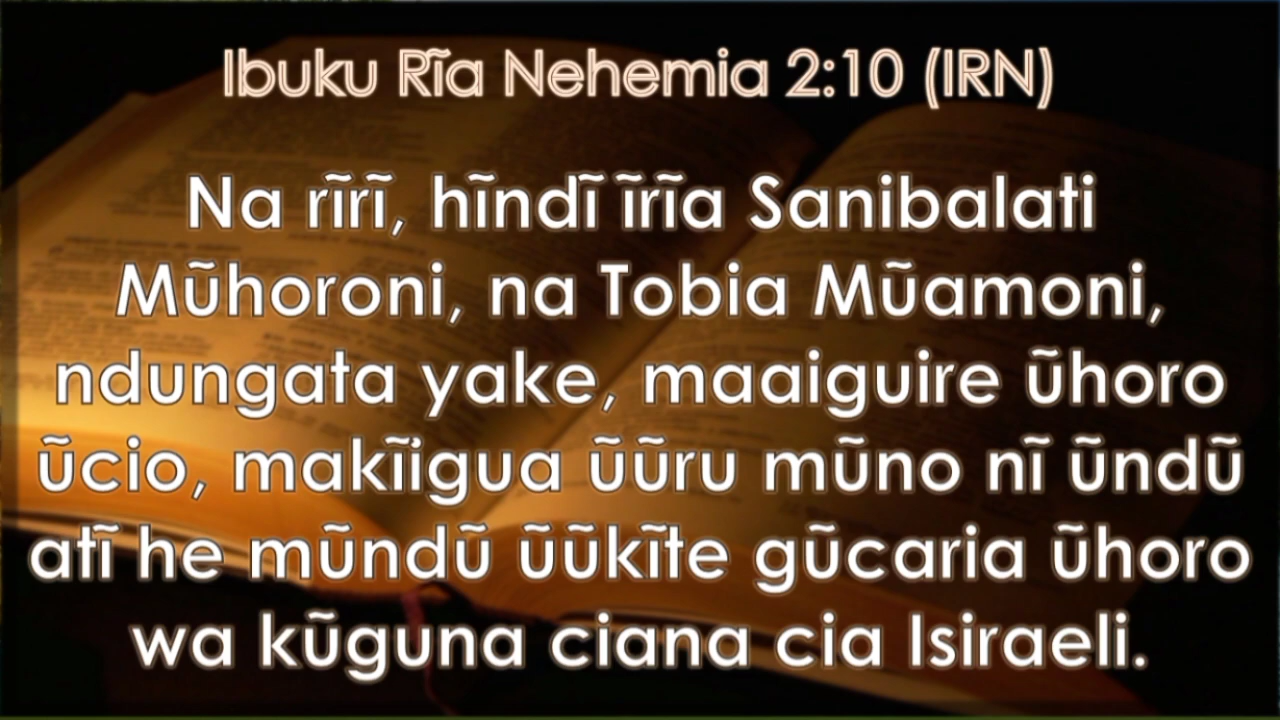 Ibuku Rĩa Nehemia 2:10 (IRN)
Na rĩrĩ, hĩndĩ ĩrĩa Sanibalati
Mũhoroni, na Tobia Mũamoni,
ndungata yake, maaiguire ũhoro
ũcio, makĩigua ũũru mũno nĩ ũndũ
atĩ he mũndũ ũũkĩte gũcaria ũhoro
wa kũguna ciana cia Isiraeli.